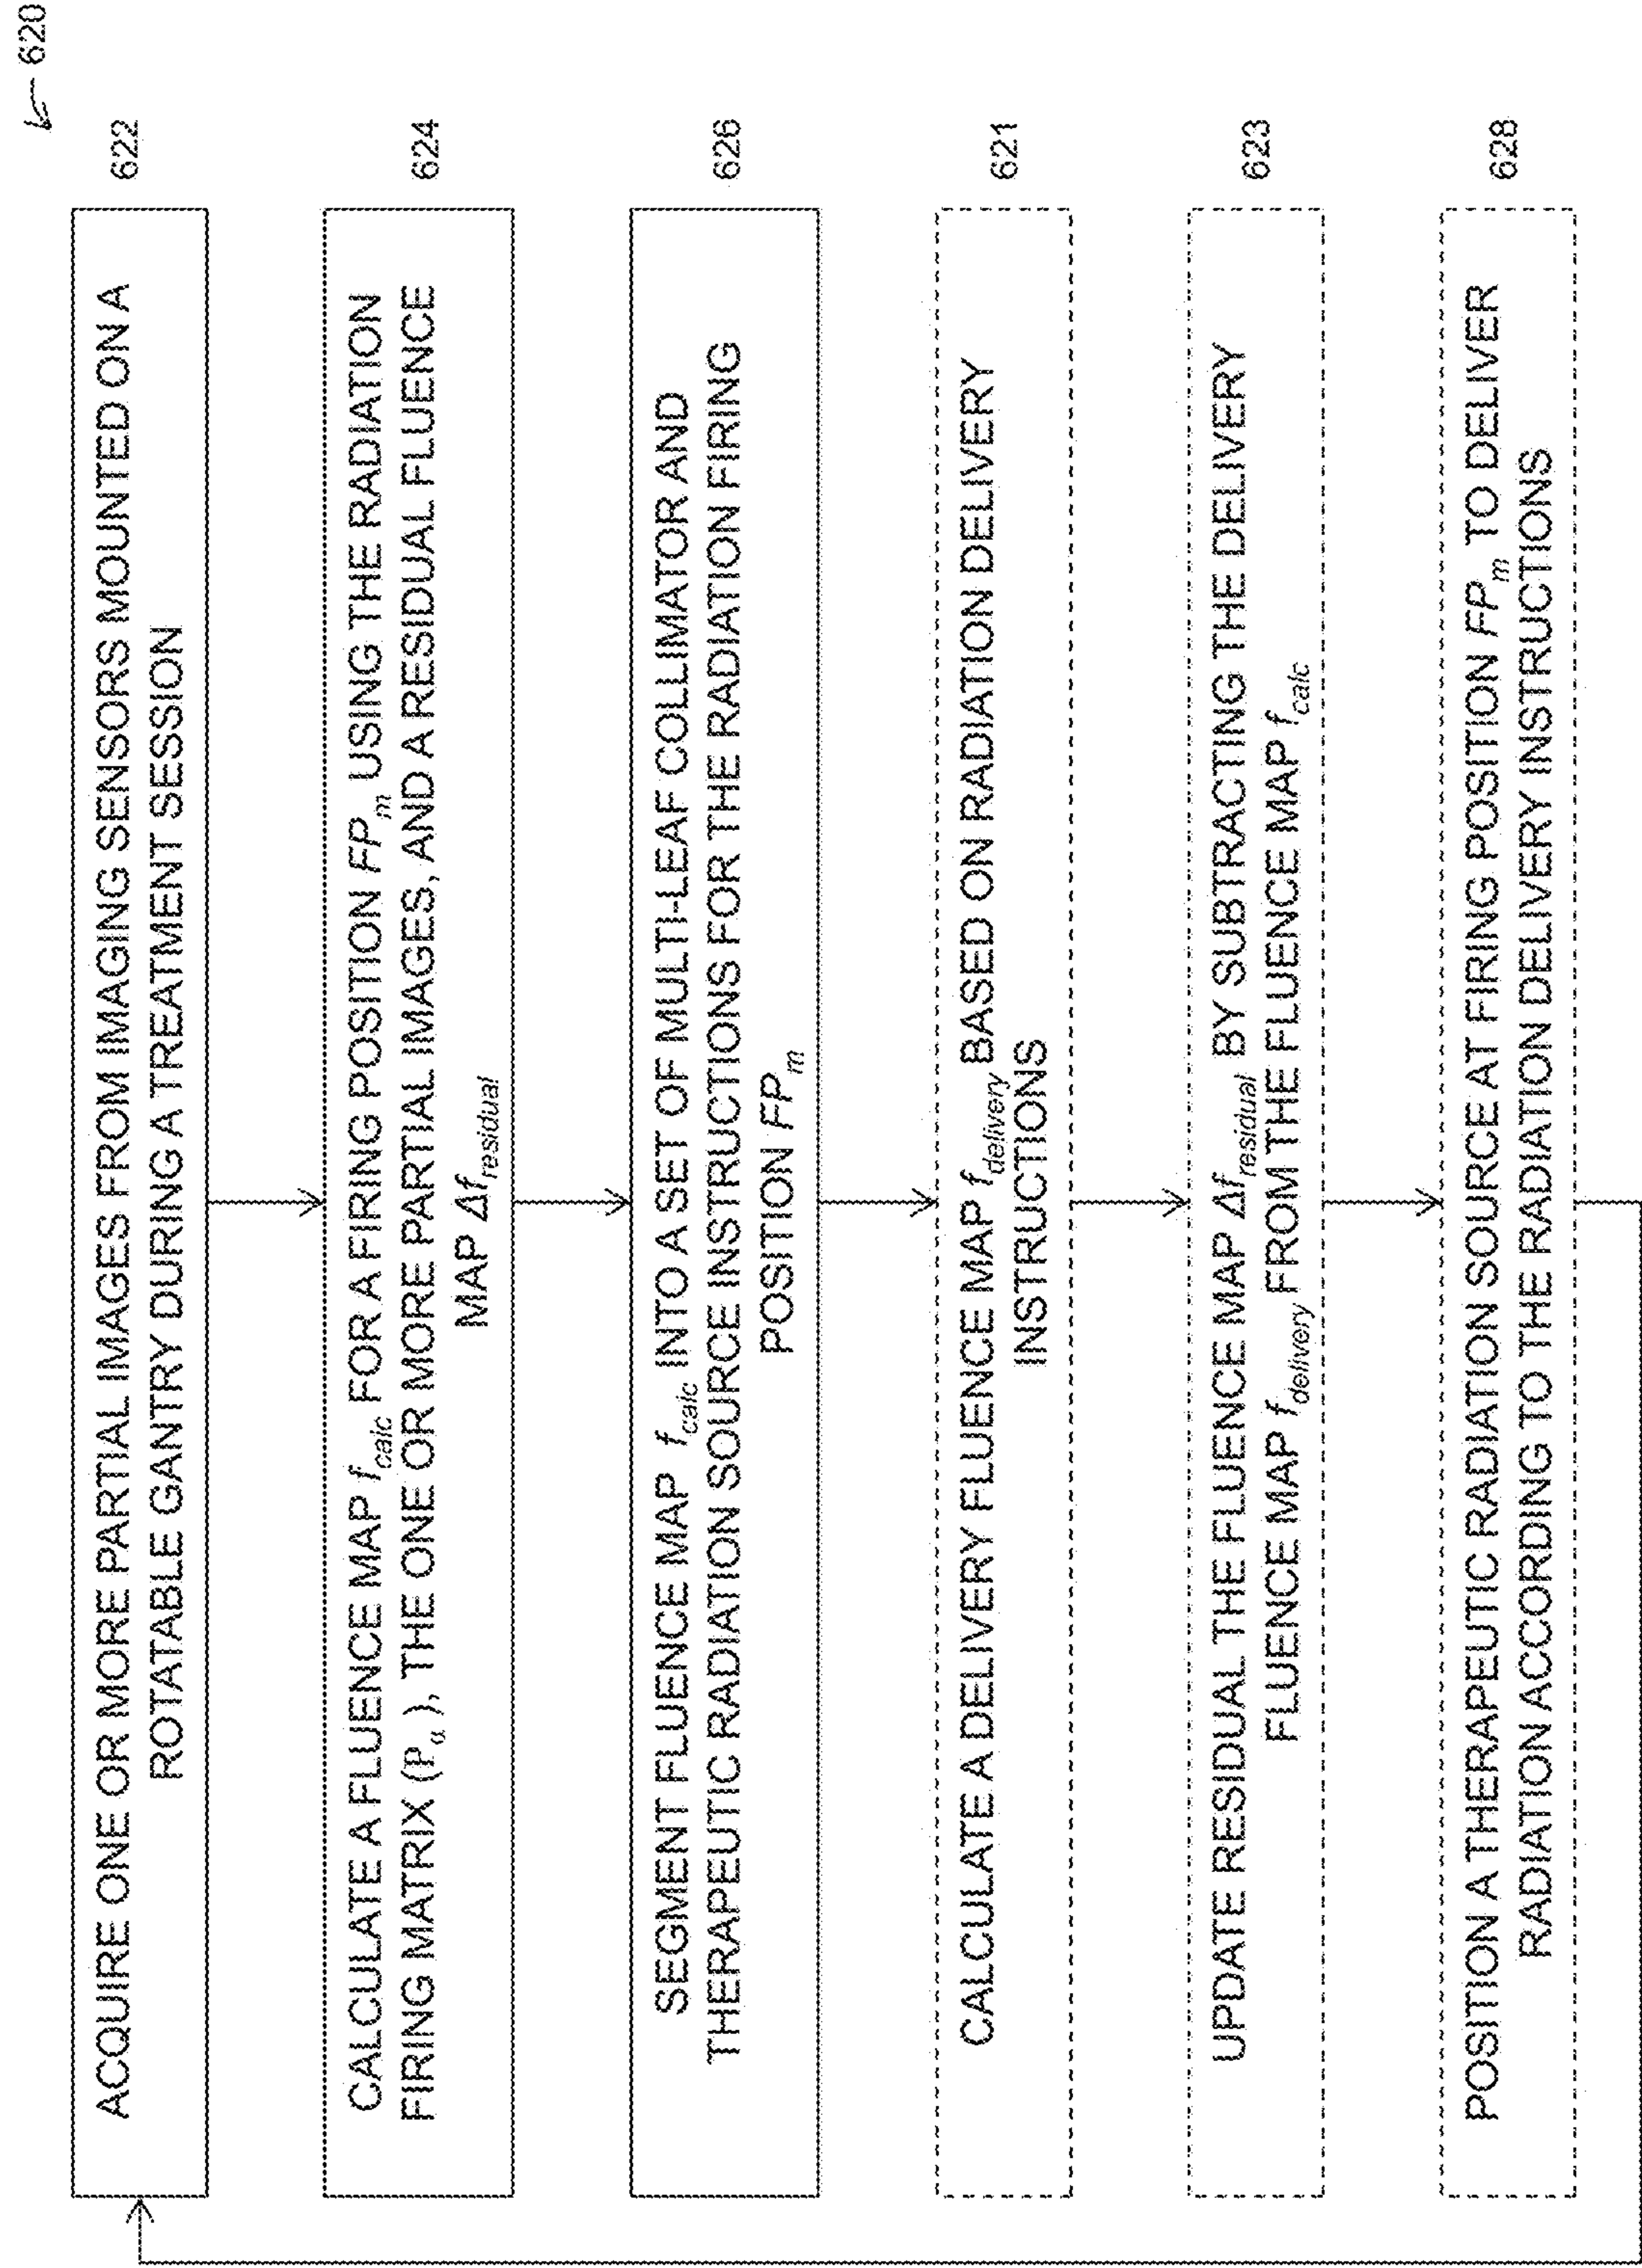 620
ACQUIRE ONE OR MORE PARTIAL IMAGES FROM IMAGING SENSORS MOUNTED ON A
ROTATABLE GANTRY DURING A TREATMENT SESSION
622
CALCULATE A FLUENCE MAP f_calc FOR A FIRING POSITION FP_m USING THE RADIATION
FIRING MATRIX (P_α), THE ONE OR MORE PARTIAL IMAGES, AND A RESIDUAL FLUENCE
MAP Δf_residual
624
SEGMENT FLUENCE MAP f_calc INTO A SET OF MULTI-LEAF COLLIMATOR AND
THERAPEUTIC RADIATION SOURCE INSTRUCTIONS FOR THE RADIATION FIRING
POSITION FP_m
626
CALCULATE A DELIVERY FLUENCE MAP f_delivery BASED ON RADIATION DELIVERY
INSTRUCTIONS
621
UPDATE RESIDUAL THE FLUENCE MAP Δf_residual BY SUBTRACTING THE DELIVERY
FLUENCE MAP f_delivery FROM THE FLUENCE MAP f_calc
623
POSITION A THERAPEUTIC RADIATION SOURCE AT FIRING POSITION FP_m TO DELIVER
RADIATION ACCORDING TO THE RADIATION DELIVERY INSTRUCTIONS
628